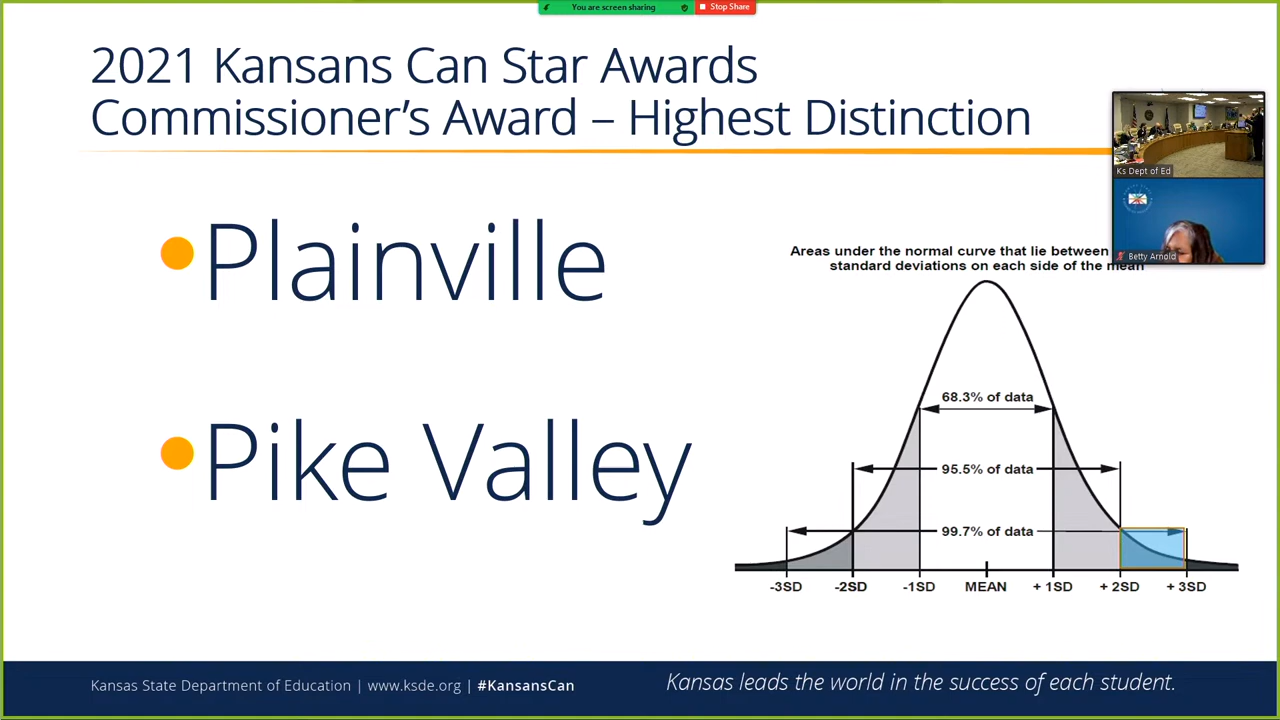 You are screen sharing
Stop Share
2021 Kansans Can Star Awards
Commissioner's Award – Highest Distinction
Ks Dept of Ed
Betty Arnold
•Plainville
•Pike Valley
Areas under the normal curve that lie between
standard deviations on each side of the mean
68.3% of data
95.5% of data
99.7% of data
-3SD -2SD -1SD MEAN + 1SD + 2SD + 3SD
Kansas State Department of Education | www.ksde.org | #KansansCan
Kansas leads the world in the success of each student.